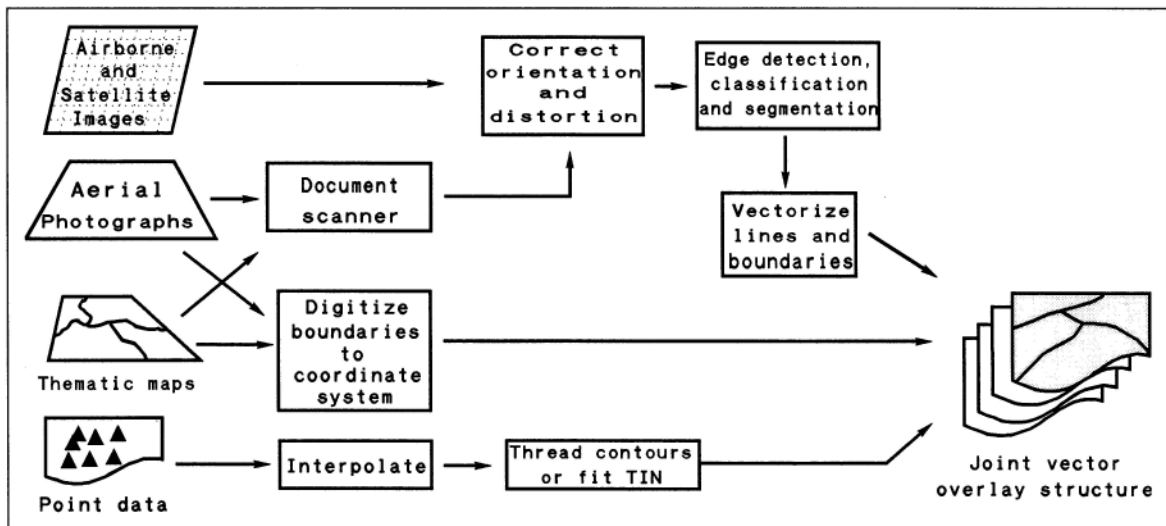 Airborne
and
Satellite
Images
Correct
orientation
and
distortion
Edge detection,
classification
and segmentation
Aerial
Photographs
Document
scanner
Vectorize
lines and
boundaries
Thematic maps
Digitize
boundaries
to
coordinate
system
Point data
Interpolate
Thread contours
or fit TIN
Joint vector
overlay structure